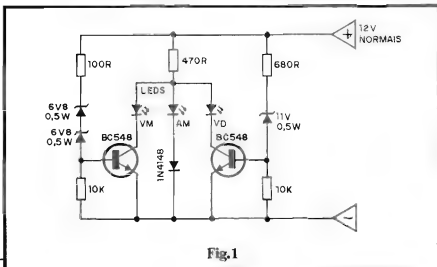 12V
NORMAIS
100R
470R
680R
LEDS
6V8
0,5W
6V8
0,5W
VM
AM
VD
11V
0,5W
BC548
BC548
1N4148
10K
10K
Fig.1